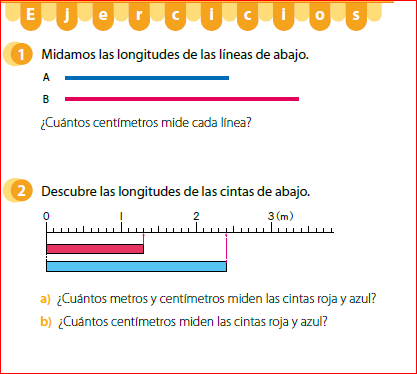 Ejercicios
1 Midamos las longitudes de las líneas de abajo.
A
B
¿Cuántos centímetros mide cada línea?
2 Descubre las longitudes de las cintas de abajo.
0 1 2 3 (m)
a) ¿Cuántos metros y centímetros miden las cintas roja y azul?
b) ¿Cuántos centímetros miden las cintas roja y azul?